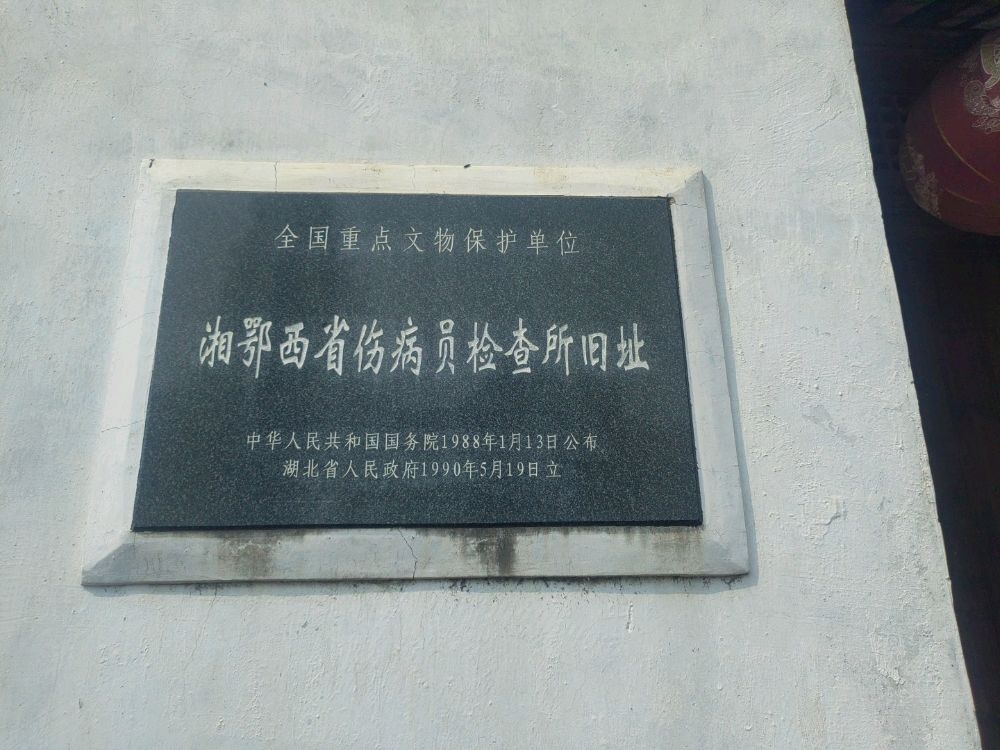 全国重点文物保护单位
湘鄂西省伤病员检查所旧址
中华人民共和国国务院1988年1月13日公布
湖北省人民政府1990年5月19日立